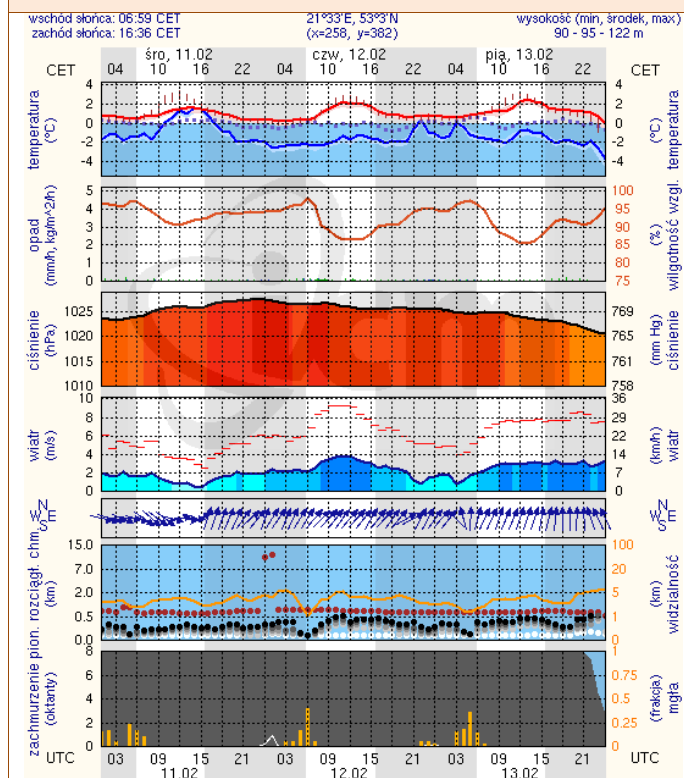 wschód słońca: 06:59 CET 21°33'E, 53°3'N wysokość (min, środek, max)
zachód słońca: 16:36 CET (x=258, y=382) 90 - 95 - 122 m
śro, 11.02 czw, 12.02 pią, 13.02
CET 04 10 16 22 04 10 16 22 04 10 16 22 CET
temperatura
(°C)
4
2
0
-2
-4
4
2
0
-2
-4
(°C)
temperatura
opad
(mm/h, kg/m^2/h)
5
4
3
2
1
0
100
95
90
85
80
75
(%)
wilgotność wzgl.
ciśnienie
(hPa)
1025
1020
1015
1010
769
765
761
758
(mm Hg)
ciśnienie
wiatr
(m/s)
10
8
6
4
2
0
36
29
22
14
7
0
(km/h)
wiatr
N
W E
S
N
W E
S
pion. rozciągł. chm.
(km)
15.0
7.0
2.0
0.5
0.0
100
20
5
1
0
(km)
widzialność
zachmurzenie
(oktanty)
8
6
4
2
0
1
0.75
0.5
0.25
0
(frakcja)
mgła
UTC 03 09 15 21 03 09 15 21 03 09 15 21 UTC
11.02 12.02 13.02
icm